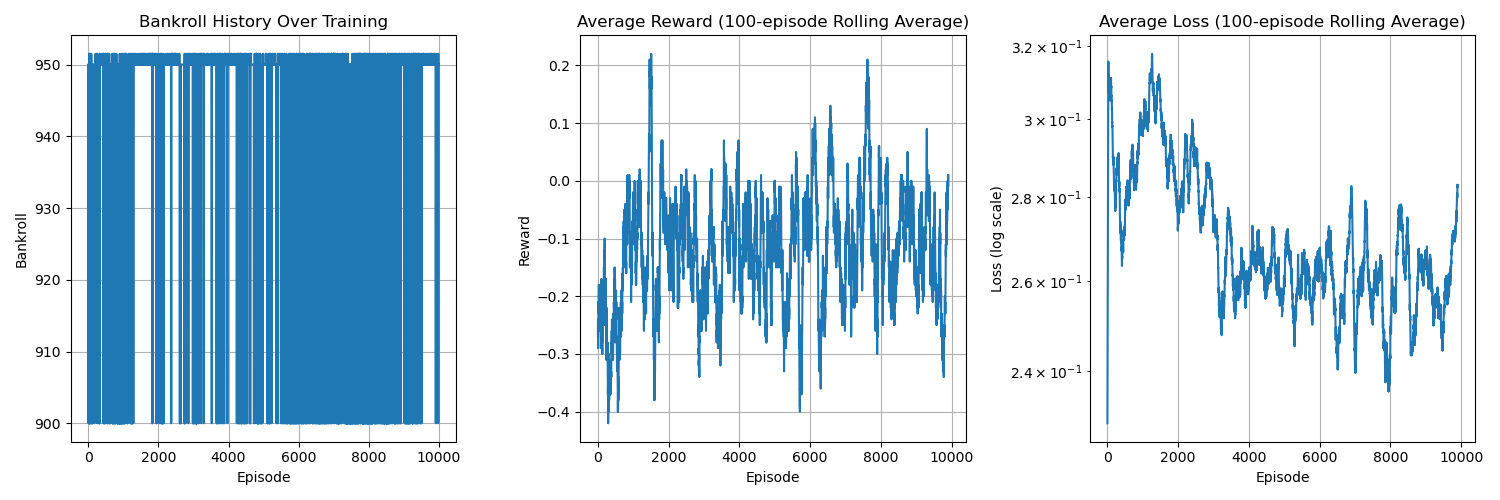 Bankroll History Over Training
Bankroll
950
940
930
920
910
900
0 2000 4000 6000 8000 10000
Episode
Average Reward (100-episode Rolling Average)
Reward
0.2
0.1
0.0
−0.1
−0.2
−0.3
−0.4
0 2000 4000 6000 8000 10000
Episode
Average Loss (100-episode Rolling Average)
Loss (log scale)
3.2 × 10⁻¹
3 × 10⁻¹
2.8 × 10⁻¹
2.6 × 10⁻¹
2.4 × 10⁻¹
0 2000 4000 6000 8000 10000
Episode